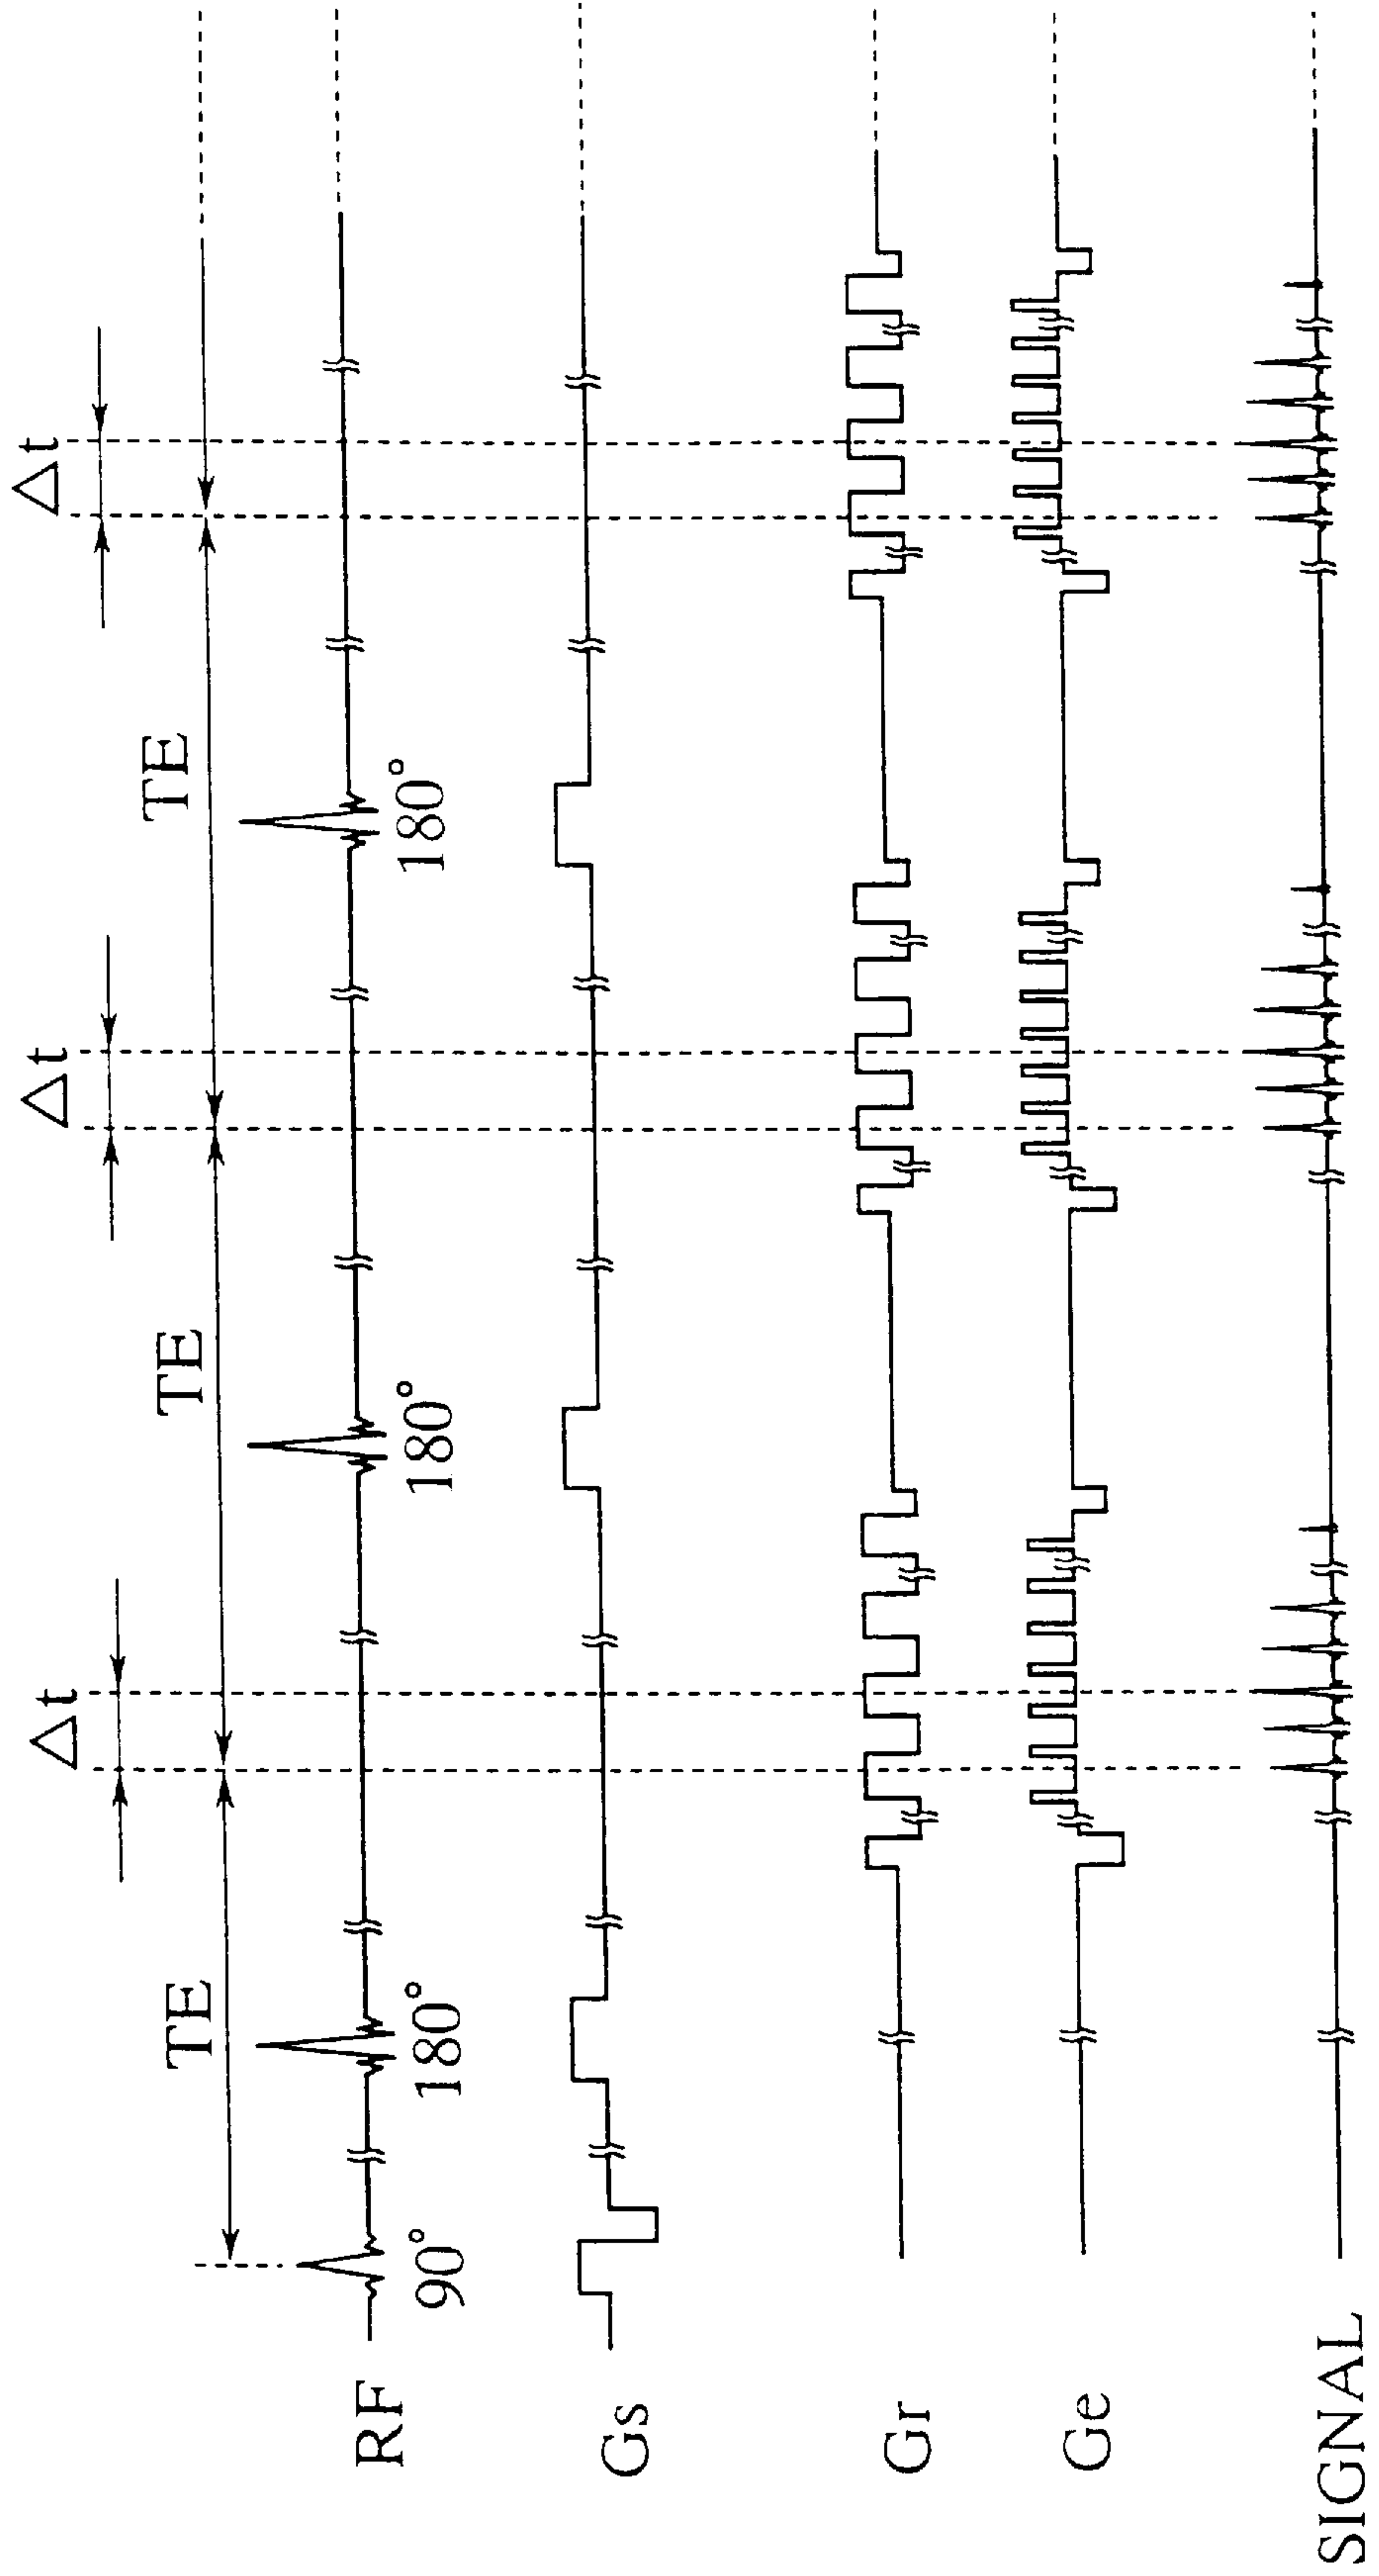 Δt Δt Δt
TE TE TE
RF
90° 180° 180° 180°
Gs
Gr
Ge
SIGNAL